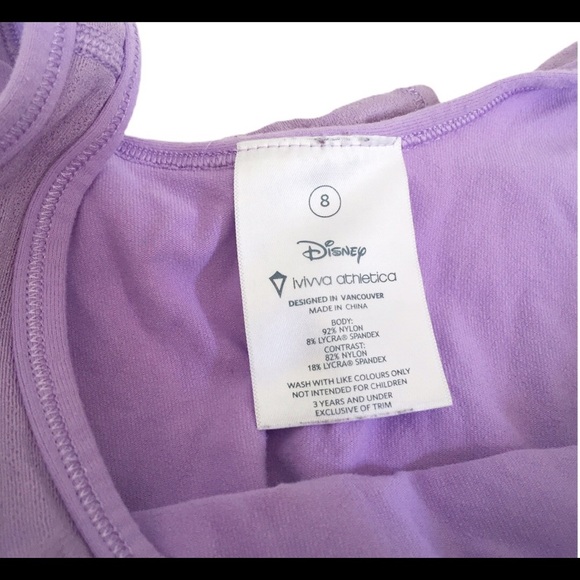 8
Disney
ivivva athletica
DESIGNED IN VANCOUVER
MADE IN CHINA
BODY:
92% NYLON
8% LYCRA® SPANDEX
CONTRAST:
82% NYLON
18% LYCRA® SPANDEX
WASH WITH LIKE COLOURS ONLY
NOT INTENDED FOR CHILDREN
3 YEARS AND UNDER
EXCLUSIVE OF TRIM